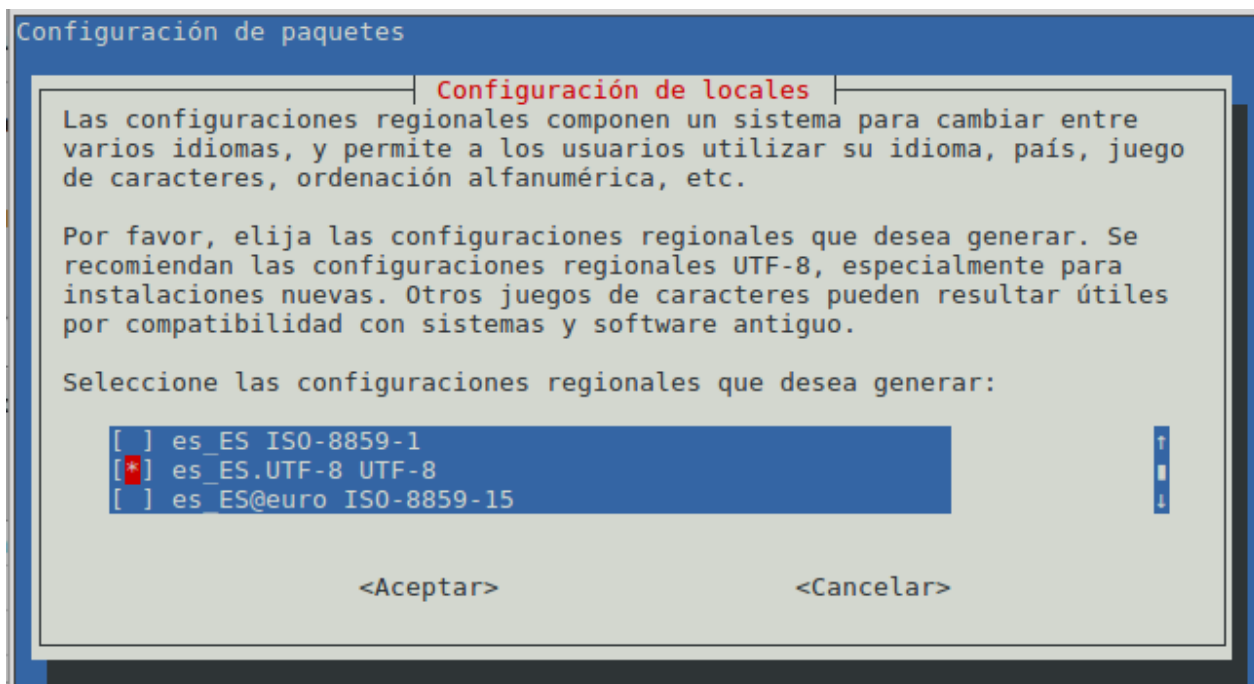 Configuración de paquetes
Configuración de locales
Las configuraciones regionales componen un sistema para cambiar entre
varios idiomas, y permite a los usuarios utilizar su idioma, país, juego
de caracteres, ordenación alfanumérica, etc.
Por favor, elija las configuraciones regionales que desea generar. Se
recomiendan las configuraciones regionales UTF-8, especialmente para
instalaciones nuevas. Otros juegos de caracteres pueden resultar útiles
por compatibilidad con sistemas y software antiguo.
Seleccione las configuraciones regionales que desea generar:
[ ] es_ES ISO-8859-1
[*] es_ES.UTF-8 UTF-8
[ ] es_ES@euro ISO-8859-15
<Aceptar> <Cancelar>